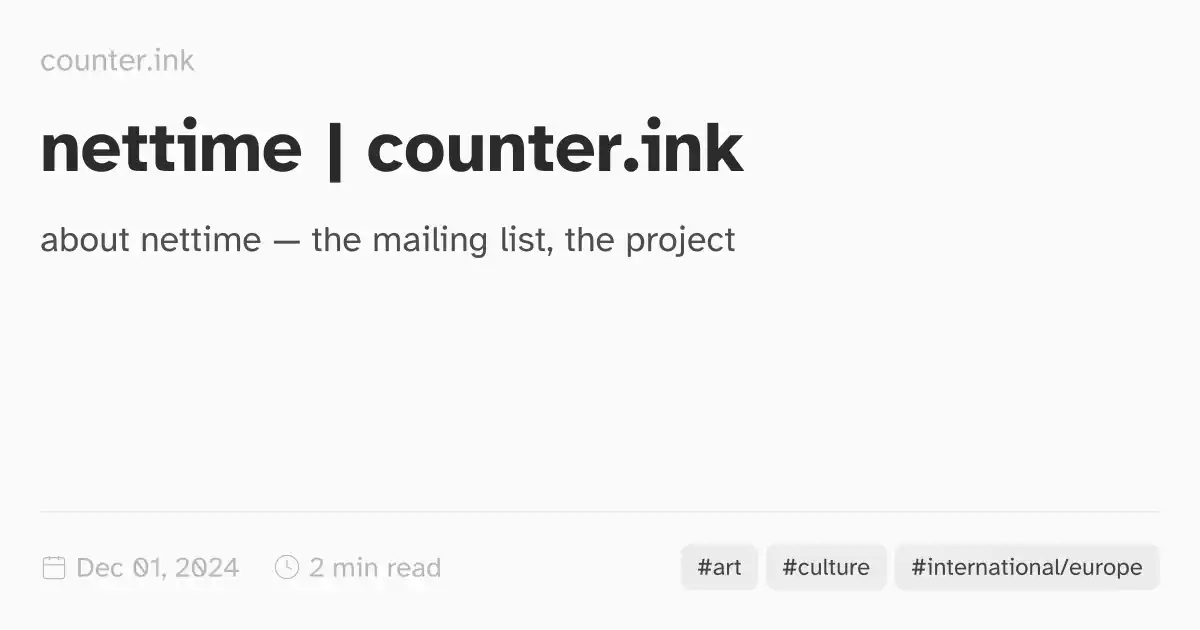 counter.ink
nettime | counter.ink
about nettime — the mailing list, the project
Dec 01, 2024 2 min read #art #culture #international/europe